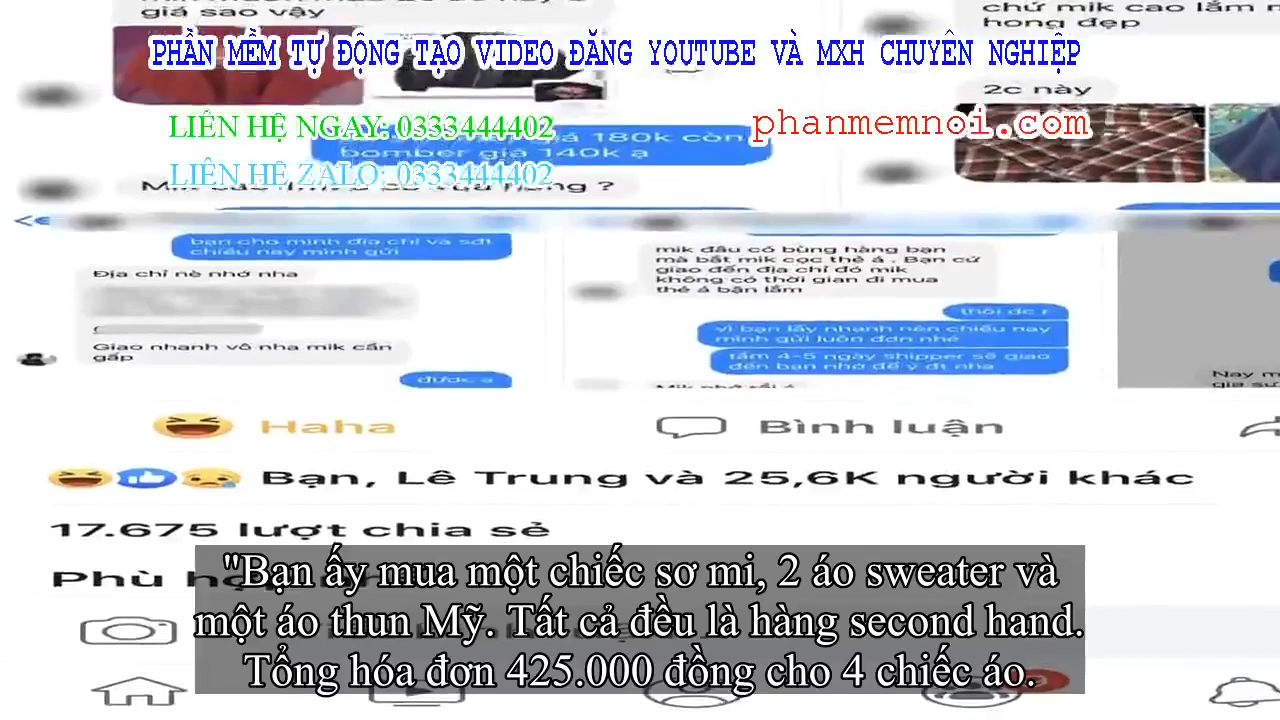 giá sao vậy
chứ mik cao lắm
hong đẹp
PHẦN MỀM TỰ ĐỘNG TẠO VIDEO ĐĂNG YOUTUBE VÀ MXH CHUYÊN NGHIỆP
2c này
LIÊN HỆ NGAY: 0333444402
phanmemnoi.com
180k còn
bomber giá 140k ạ
LIÊN HỆ ZALO: 0333444402
bạn cho mình địa chỉ và sđt
chiều nay mình gửi
Địa chỉ nè nhớ nha
Giao nhanh vô nha mik cần
gấp
được ạ
mik đâu có bùng hàng bạn
mà bắt mik cọc thế á . Bạn cứ
giao đến địa chỉ đó mik
không có thời gian đi mua
thẻ á bận lắm
thôi dc r
vì bạn lấy nhanh nên chiều nay
mình gửi luôn đơn nhé
tầm 4-5 ngày shipper sẽ giao
đến bạn nhớ để ý đt nha
Haha
Bình luận
Bạn, Lê Trung và 25,6K người khác
17.675 lượt chia sẻ
"Bạn ấy mua một chiếc sơ mi, 2 áo sweater và
một áo thun Mỹ. Tất cả đều là hàng second hand.
Tổng hóa đơn 425.000 đồng cho 4 chiếc áo.